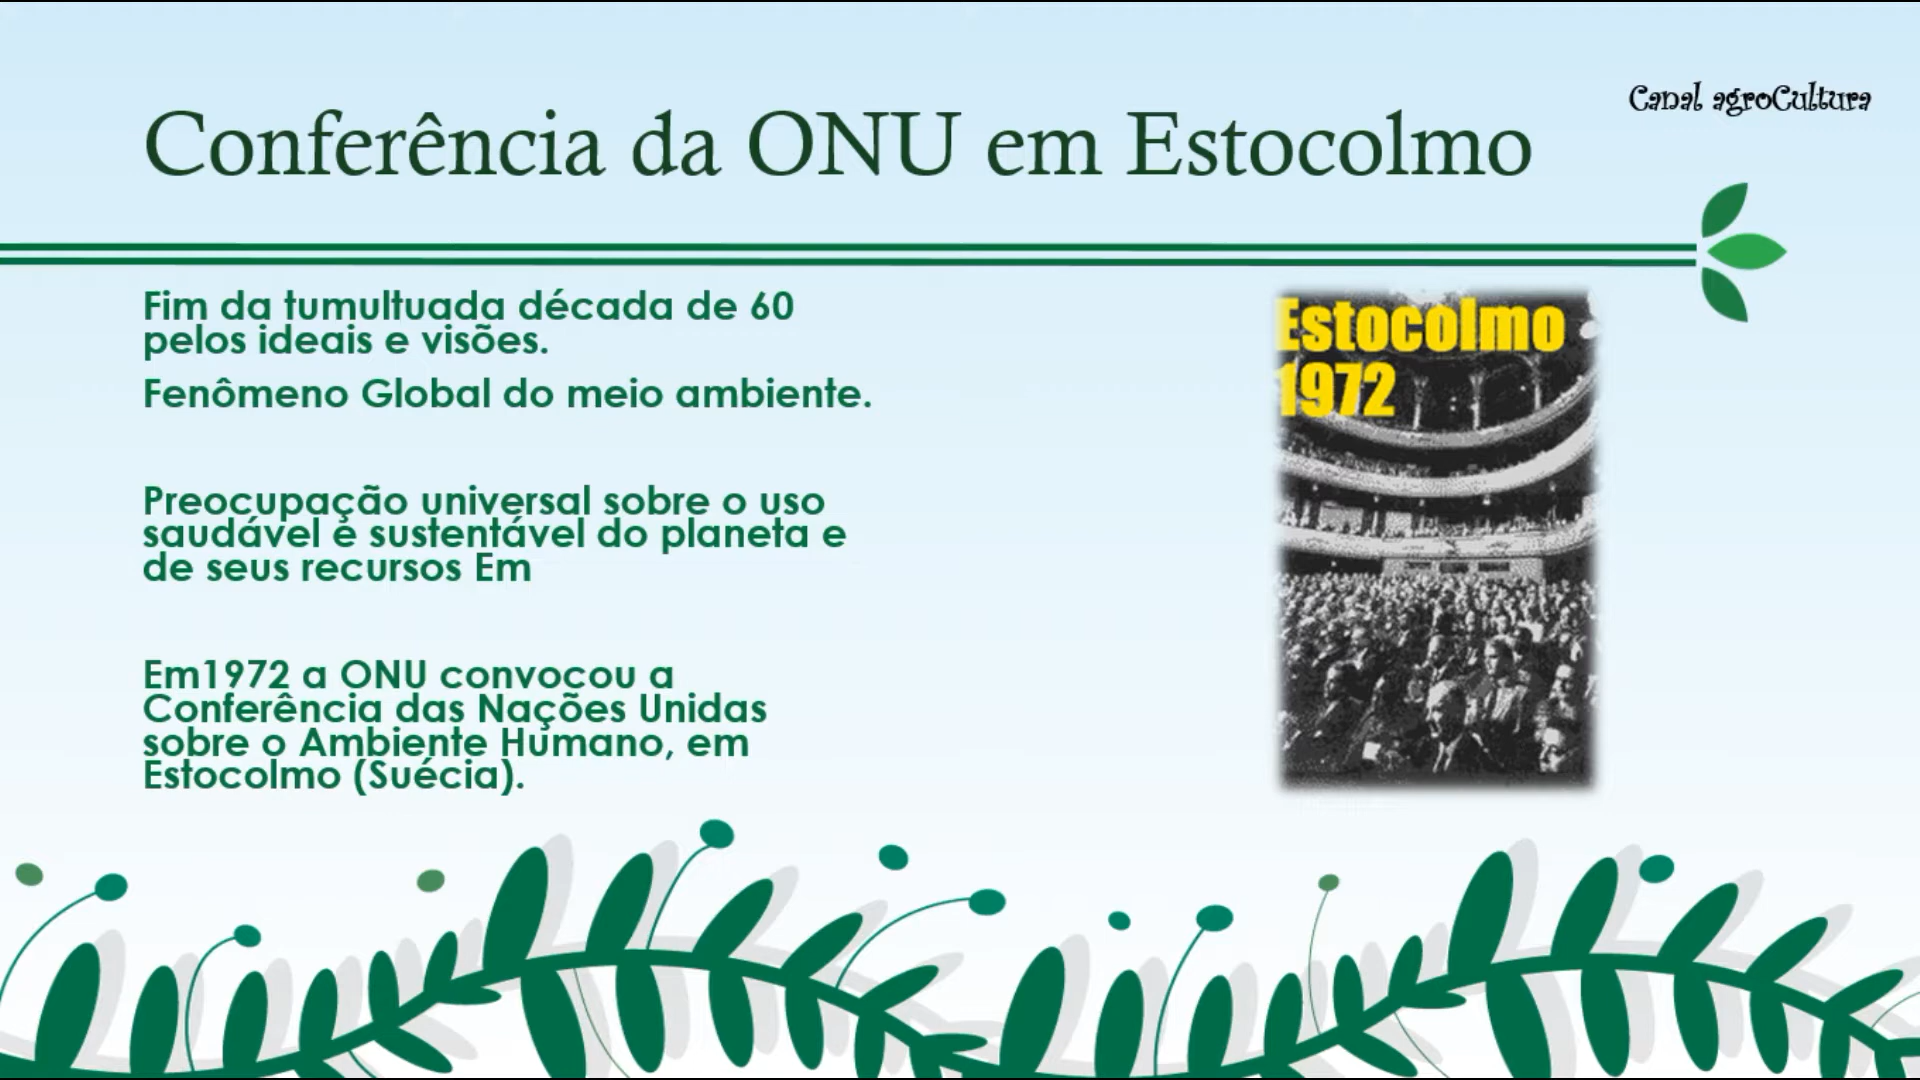 Canal agroCultura
Conferência da ONU em Estocolmo
Fim da tumultuada década de 60
pelos ideais e visões.
Fenômeno Global do meio ambiente.
Preocupação universal sobre o uso
saudável e sustentável do planeta e
de seus recursos Em
Em1972 a ONU convocou a
Conferência das Nações Unidas
sobre o Ambiente Humano, em
Estocolmo (Suécia).
Estocolmo
1972